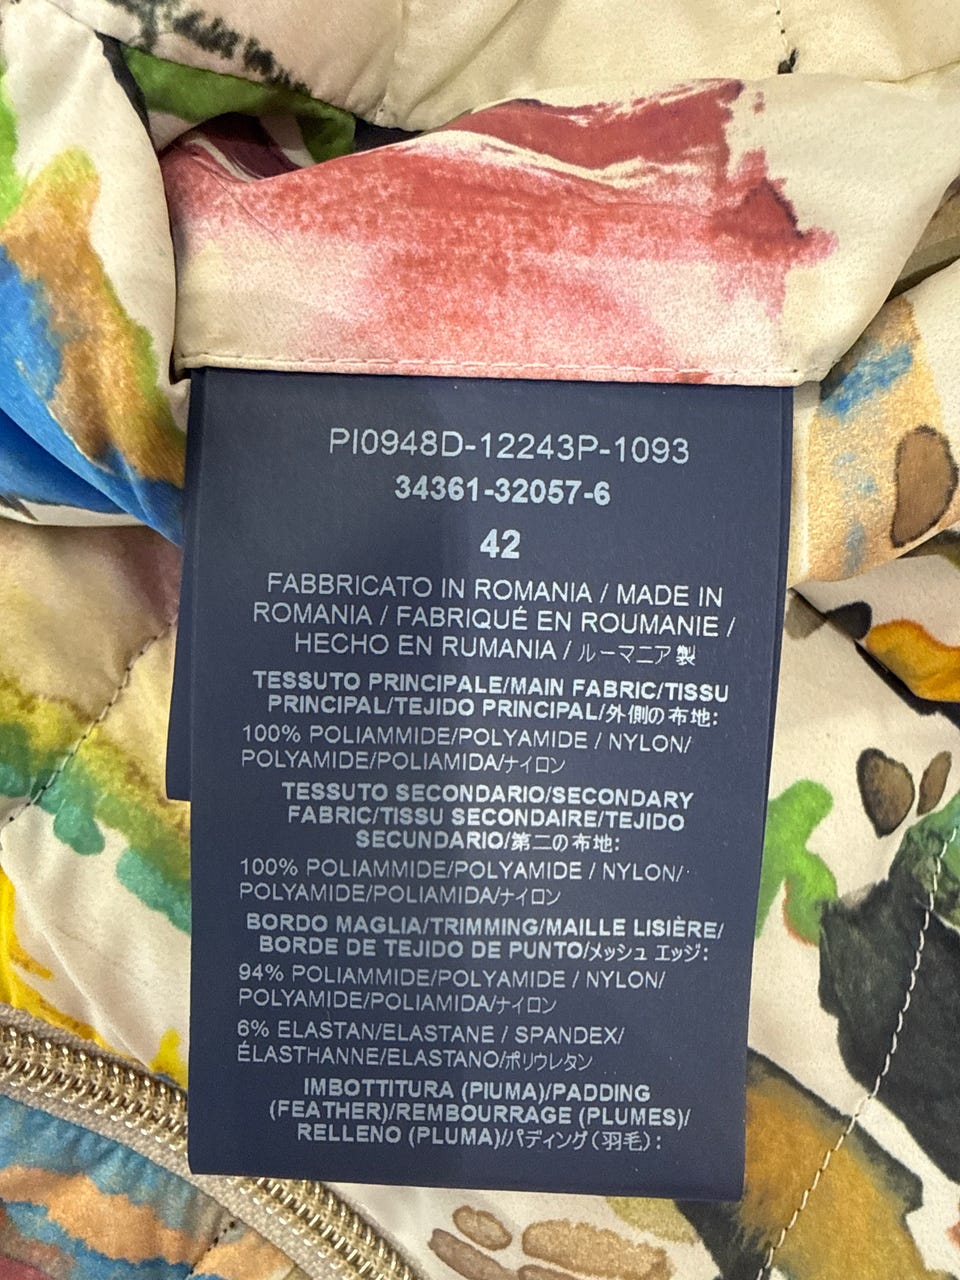 PI0948D-12243P-1093
34361-32057-6
42
FABBRICATO IN ROMANIA / MADE IN
ROMANIA / FABRIQUÉ EN ROUMANIE /
HECHO EN RUMANIA / ルーマニア製
TESSUTO PRINCIPALE/MAIN FABRIC/TISSU
PRINCIPAL/TEJIDO PRINCIPAL/外側の布地:
100% POLIAMMIDE/POLYAMIDE / NYLON/
POLYAMIDE/POLIAMIDA/ナイロン
TESSUTO SECONDARIO/SECONDARY
FABRIC/TISSU SECONDAIRE/TEJIDO
SECUNDARIO/第二の布地:
100% POLIAMMIDE/POLYAMIDE / NYLON/
POLYAMIDE/POLIAMIDA/ナイロン
BORDO MAGLIA/TRIMMING/MAILLE LISIÈRE/
BORDE DE TEJIDO DE PUNTO/メッシュ エッジ:
94% POLIAMMIDE/POLYAMIDE / NYLON/
POLYAMIDE/POLIAMIDA/ナイロン
6% ELASTAN/ELASTANE / SPANDEX/
ÉLASTHANNE/ELASTANO/ポリウレタン
IMBOTTITURA (PIUMA)/PADDING
(FEATHER)/REMBOURRAGE (PLUMES)/
RELLENO (PLUMA)/パディング(羽毛):